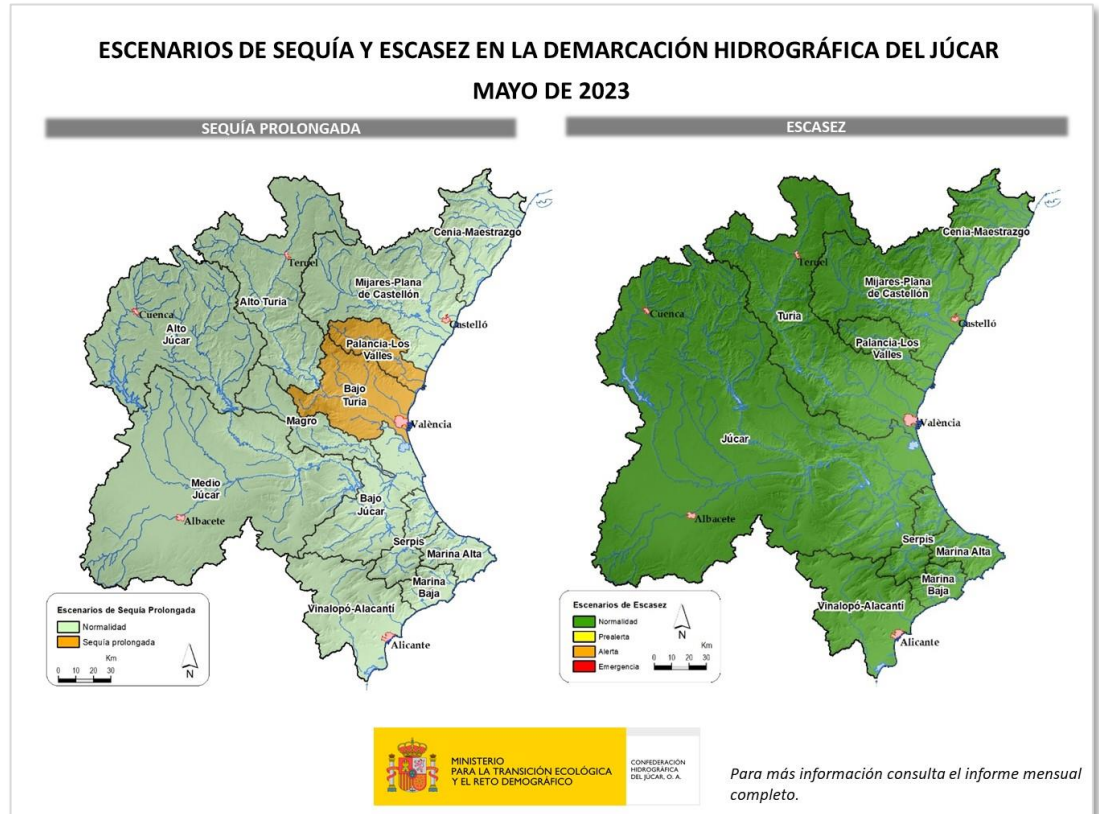 ESCENARIOS DE SEQUÍA Y ESCASEZ EN LA DEMARCACIÓN HIDROGRÁFICA DEL JÚCAR
MAYO DE 2023
SEQUÍA PROLONGADA
Cenia-Maestrazgo
Teruel
Mijares-Plana
de Castellón
Alto Turia
Cuenca
Castelló
Alto
Júcar
Palancia-Los
Valles
Bajo
Turia
Magro
València
Medio
Júcar
Bajo
Júcar
Albacete
Serpis
Marina Alta
Marina
Baja
Vinalopó-Alacantí
Alicante
Escenarios de Sequía Prolongada
Normalidad
Sequía prolongada
Km
0 10 20 30
N
ESCASEZ
Cenia-Maestrazgo
Teruel
Mijares-Plana
de Castellón
Cuenca
Turia
Castelló
Palancia-Los
Valles
València
Júcar
Albacete
Serpis
Marina Alta
Marina
Baja
Vinalopó-Alacantí
Alicante
Escenarios de Escasez
Normalidad
Prealerta
Alerta
Emergencia
N
Km
0 10 20 30
MINISTERIO
PARA LA TRANSICIÓN ECOLÓGICA
Y EL RETO DEMOGRÁFICO
CONFEDERACIÓN
HIDROGRÁFICA
DEL JÚCAR, O. A.
Para más información consulta el informe mensual
completo.